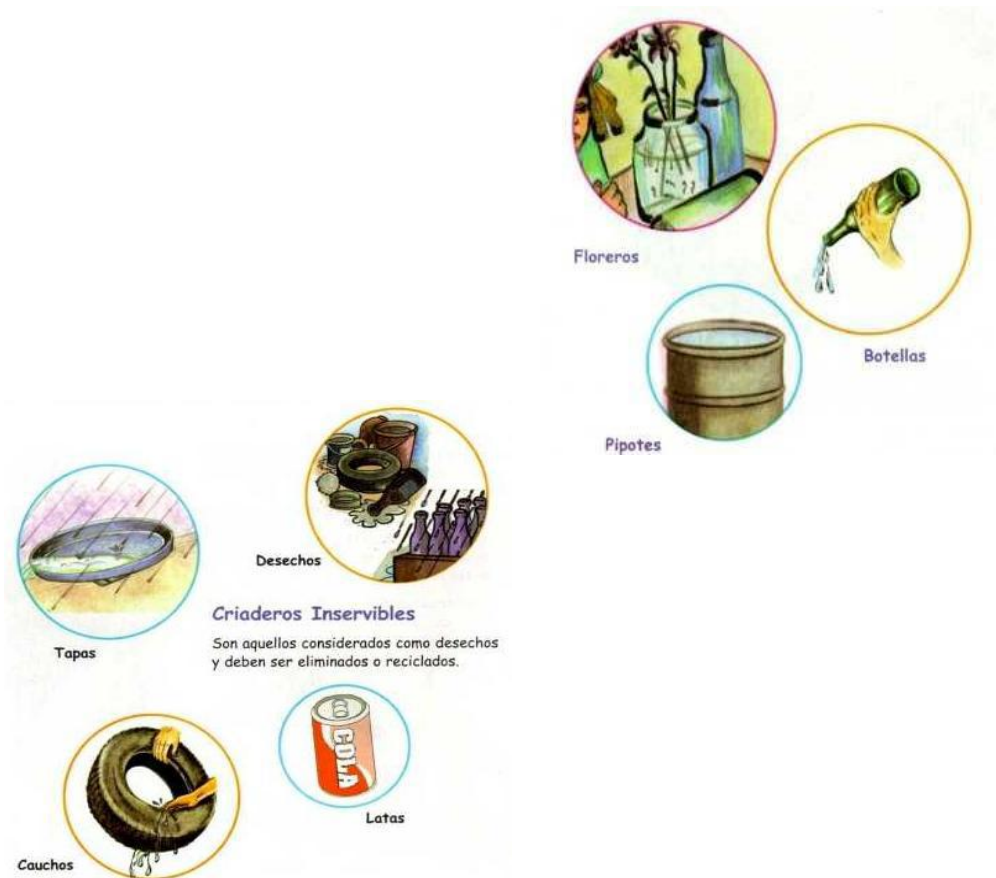 Floreros
Botellas
Pipotes
Desechos
Tapas
Criaderos Inservibles
Son aquellos considerados como desechos
y deben ser eliminados o reciclados.
COLA
Latas
Cauchos